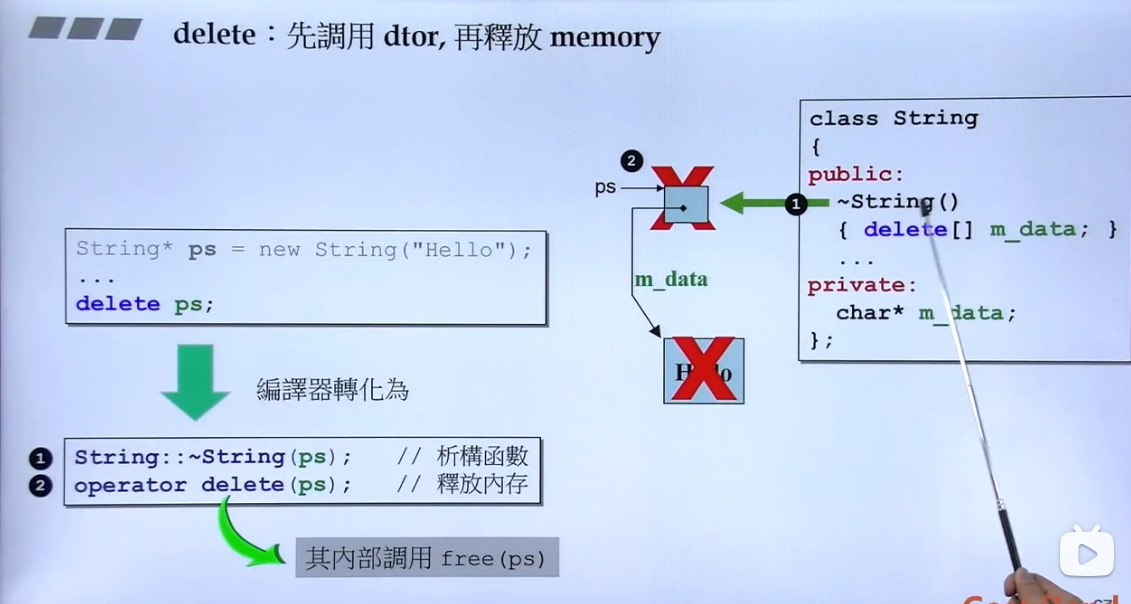 delete：先調用 dtor, 再釋放 memory
String* ps = new String("Hello");
...
delete ps;
編譯器轉化為
❶ String::~String(ps); // 析構函數
❷ operator delete(ps); // 釋放內存
其內部調用 free(ps)
❷
ps
❶
m_data
class String
{
public:
~String()
{ delete[] m_data; }
...
private:
char* m_data;
};